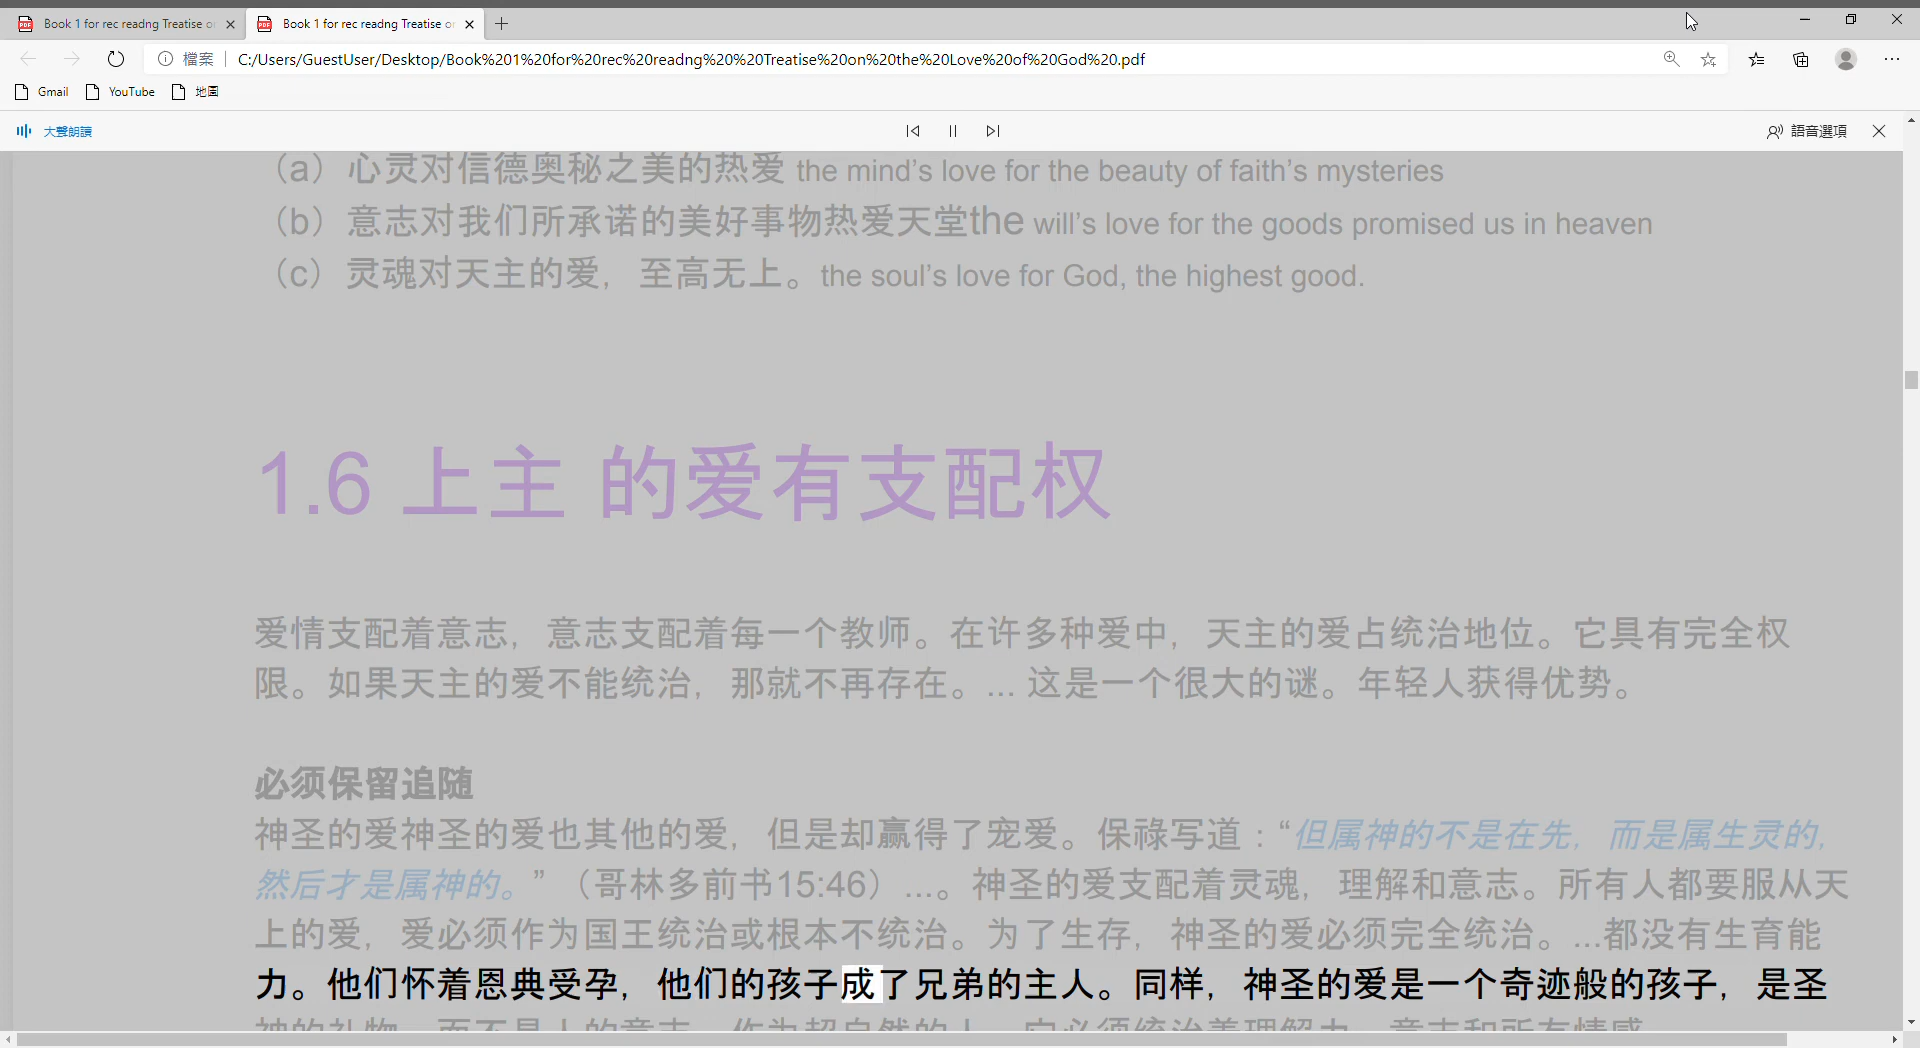 Book 1 for rec readng Treatise o
Book 1 for rec readng Treatise o
檔案 C:/Users/GuestUser/Desktop/Book%201%20for%20rec%20readng%20%20Treatise%20on%20the%20Love%20of%20God%20.pdf
Gmail YouTube 地圖
大聲朗讀 語音選項
（a）心灵对信德奥秘之美的热爱 the mind’s love for the beauty of faith’s mysteries
（b）意志对我们所承诺的美好事物热爱天堂the will’s love for the goods promised us in heaven
（c）灵魂对天主的爱，至高无上。the soul’s love for God, the highest good.
1.6 上主 的爱有支配权
爱情支配着意志，意志支配着每一个教师。在许多种爱中，天主的爱占统治地位。它具有完全权
限。如果天主的爱不能统治，那就不再存在。... 这是一个很大的谜。年轻人获得优势。
必须保留追随
神圣的爱神圣的爱也其他的爱，但是却赢得了宠爱。保祿写道：“但属神的不是在先，而是属生灵的，
然后才是属神的。”（哥林多前书15:46）...。神圣的爱支配着灵魂，理解和意志。所有人都要服从天
上的爱，爱必须作为国王统治或根本不统治。为了生存，神圣的爱必须完全统治。...都没有生育能
力。他们怀着恩典受孕，他们的孩子成了兄弟的主人。同样，神圣的爱是一个奇迹般的孩子，是圣